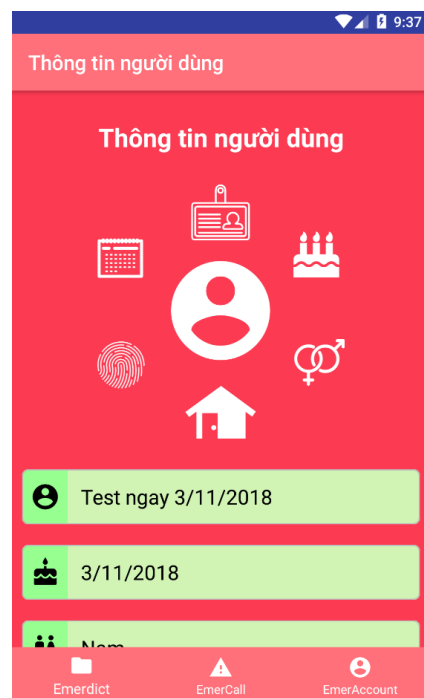 9:37
Thông tin người dùng
Thông tin người dùng
Test ngay 3/11/2018
3/11/2018
Nam
Emerdict
EmerCall
EmerAccount